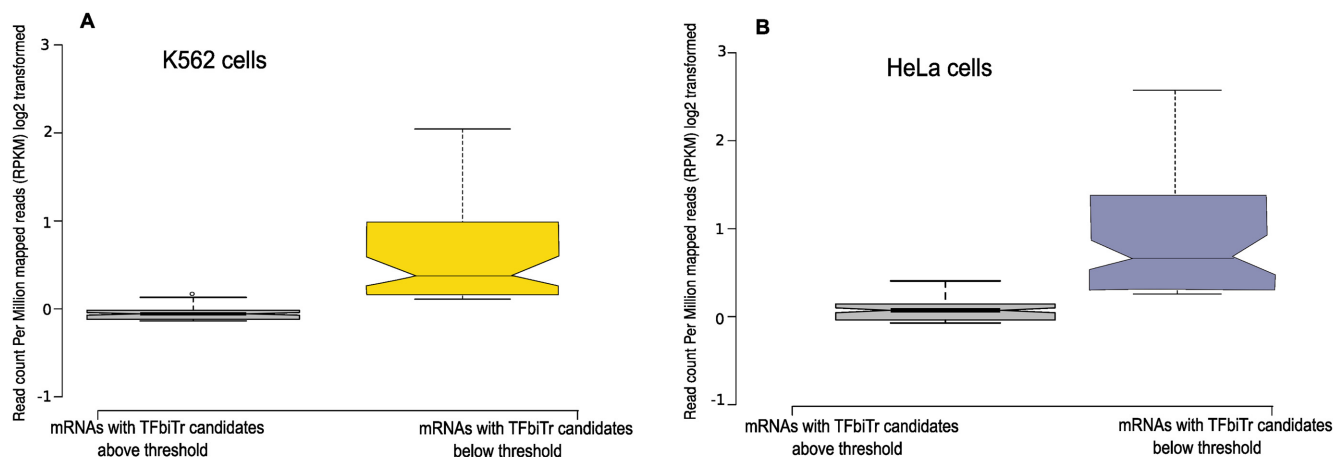 A
K562 cells
Read count Per Million mapped reads (RPKM) log2 transformed
3
2
1
0
-1
mRNAs with TFbiTr candidates
above threshold
mRNAs with TFbiTr candidates
below threshold
B
HeLa cells
Read count Per Million mapped reads (RPKM) log2 transformed
3
2
1
0
-1
mRNAs with TFbiTr candidates
above threshold
mRNAs with TFbiTr candidates
below threshold